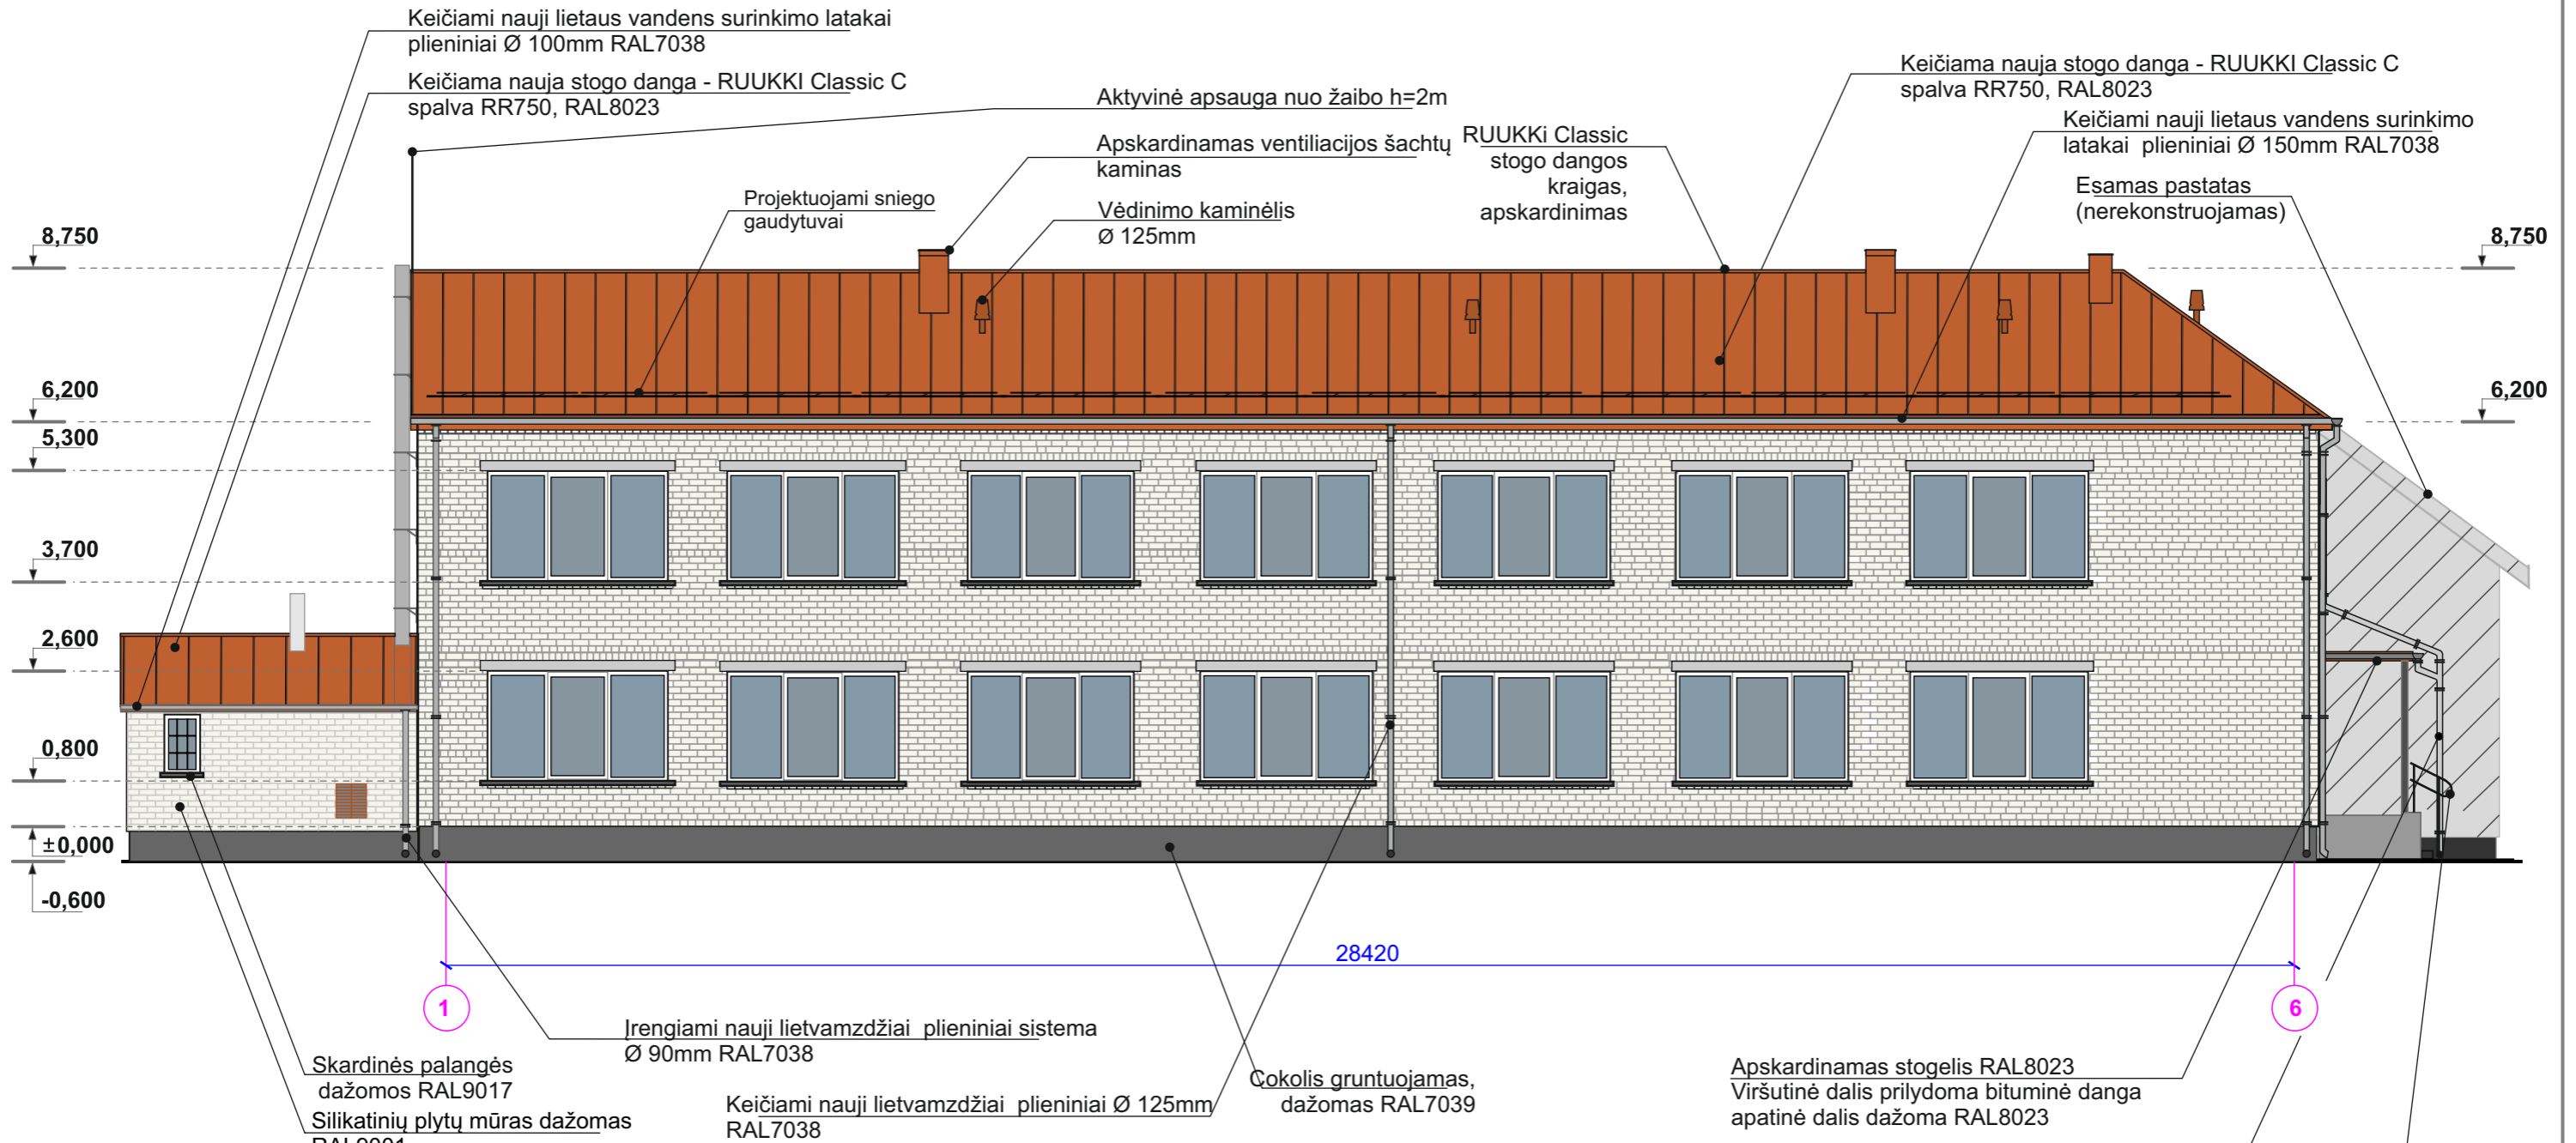 Keičiami nauji lietaus vandens surinkimo latakai
plieniniai Ø 100mm RAL7038
Keičiama nauja stogo danga - RUUKKI Classic C
spalva RR750, RAL8023
Aktyvinė apsauga nuo žaibo h=2m
Apskardinamas ventiliacijos šachtų
kaminas
Projektuojami sniego
gaudytuvai
Vėdinimo kaminėlis
Ø 125mm
RUUKKi Classic
stogo dangos
kraigas,
apskardinimas
Keičiama nauja stogo danga - RUUKKI Classic C
spalva RR750, RAL8023
Keičiami nauji lietaus vandens surinkimo
latakai plieniniai Ø 150mm RAL7038
Esamas pastatas
(nerekonstruojamas)
8,750
6,200
5,300
3,700
2,600
0,800
±0,000
-0,600
8,750
6,200
28420
1
6
Įrengiami nauji lietvamzdžiai plieniniai sistema
Ø 90mm RAL7038
Skardinės palangės
dažomos RAL9017
Silikatinių plytų mūras dažomas
RAL9001
Keičiami nauji lietvamzdžiai plieniniai Ø 125mm
RAL7038
Cokolis gruntuojamas,
dažomas RAL7039
Apskardinamas stogelis RAL8023
Viršutinė dalis prilydoma bituminė danga
apatinė dalis dažoma RAL8023